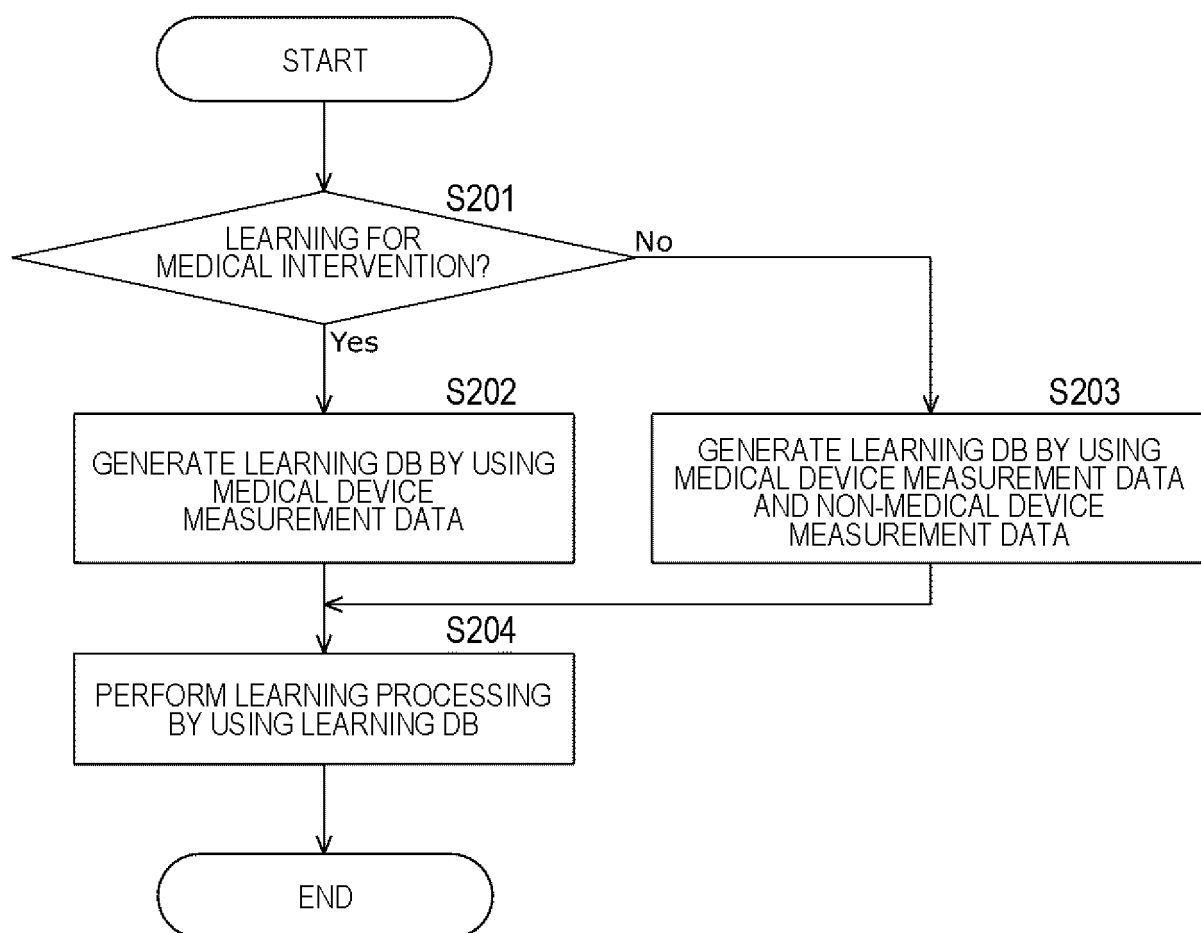 START
S201
LEARNING FOR
MEDICAL INTERVENTION?
No
Yes
S202
GENERATE LEARNING DB BY USING
MEDICAL DEVICE
MEASUREMENT DATA
S203
GENERATE LEARNING DB BY USING
MEDICAL DEVICE MEASUREMENT DATA
AND NON-MEDICAL DEVICE
MEASUREMENT DATA
S204
PERFORM LEARNING PROCESSING
BY USING LEARNING DB
END